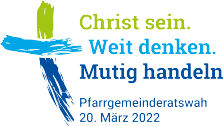 Christ sein.
Weit denken.
Mutig handeln
Pfarrgemeinderatswah
20. März 2022